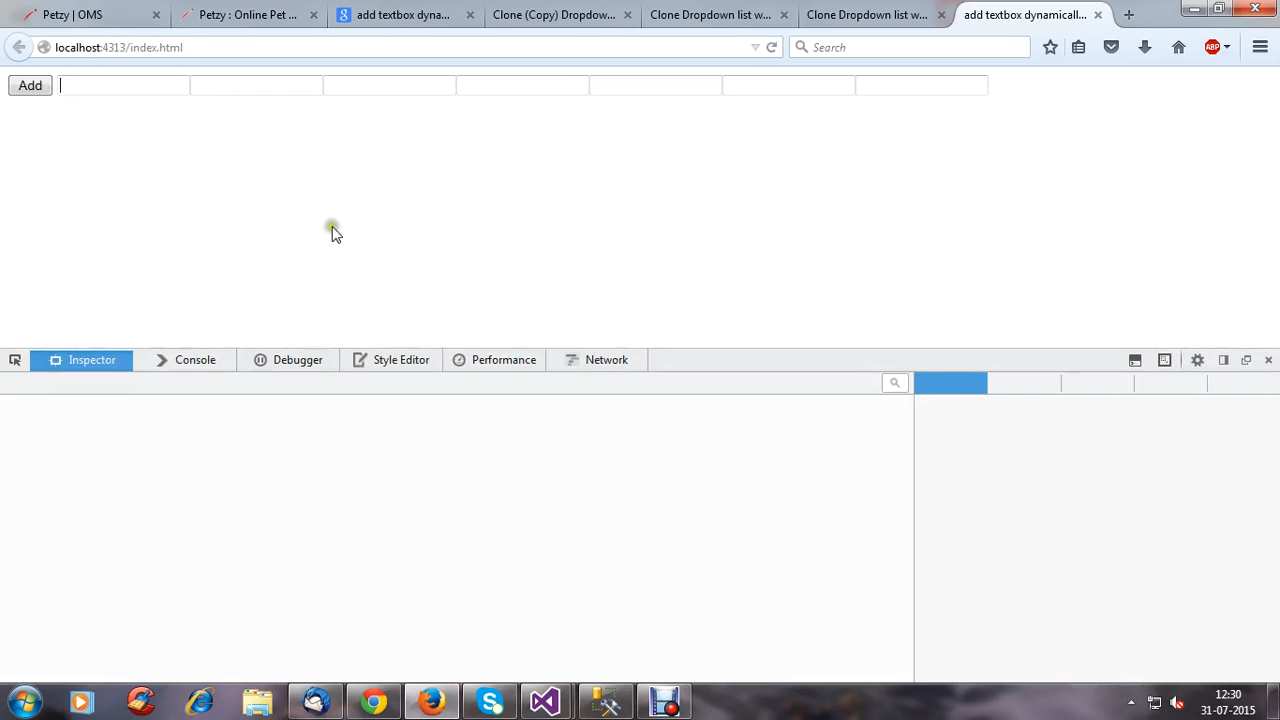 Petzy | OMS
Petzy : Online Pet ...
add textbox dyna...
Clone (Copy) Dropdow...
Clone Dropdown list w...
Clone Dropdown list w...
add textbox dynamicall...
localhost:4313/index.html
Search
ABP
Add
Inspector
Console
Debugger
Style Editor
Performance
Network
12:30
31-07-2015